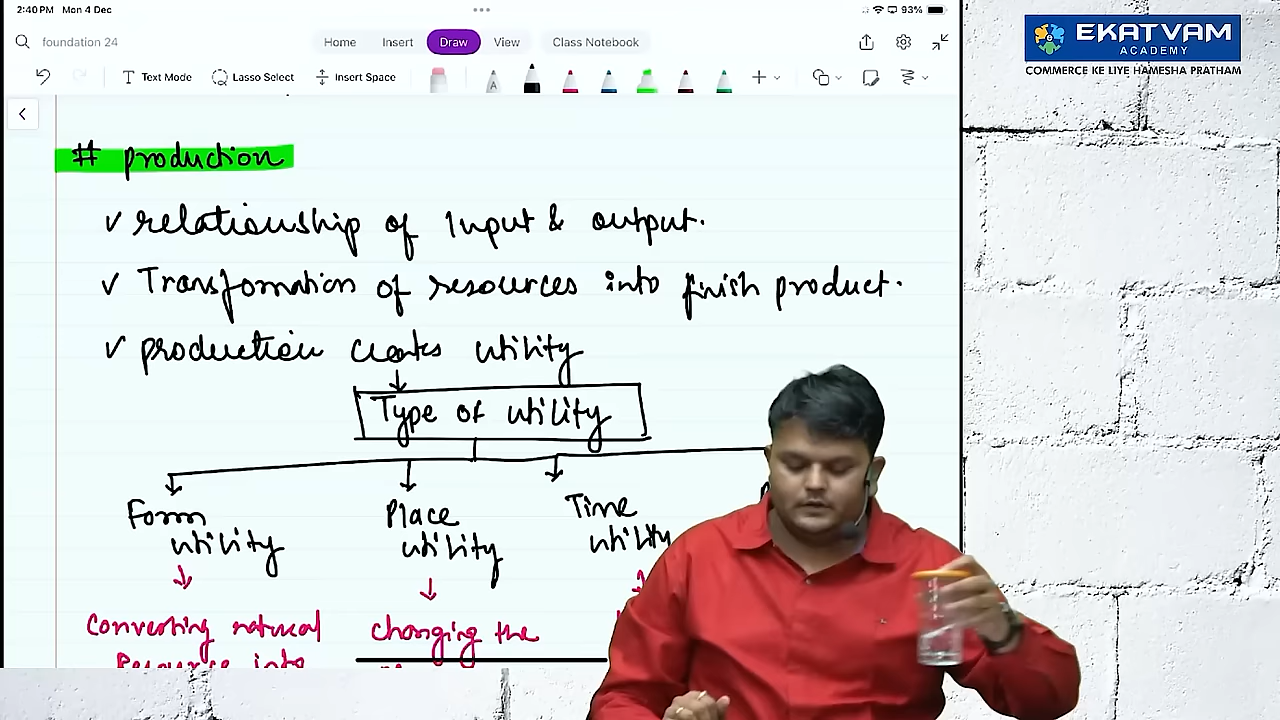 2:40 PM Mon 4 Dec
93%
foundation 24
Home Insert Draw View Class Notebook
Text Mode Lasso Select Insert Space
EKATVAM
ACADEMY
COMMERCE KE LIYE HAMESHA PRATHAM
# production
✓ relationship of Input & output.
✓ Transformation of resources into finish product.
✓ production creates utility
Type of utility
Form utility
Place utility
Time utility
Converting natural
resource into
changing the